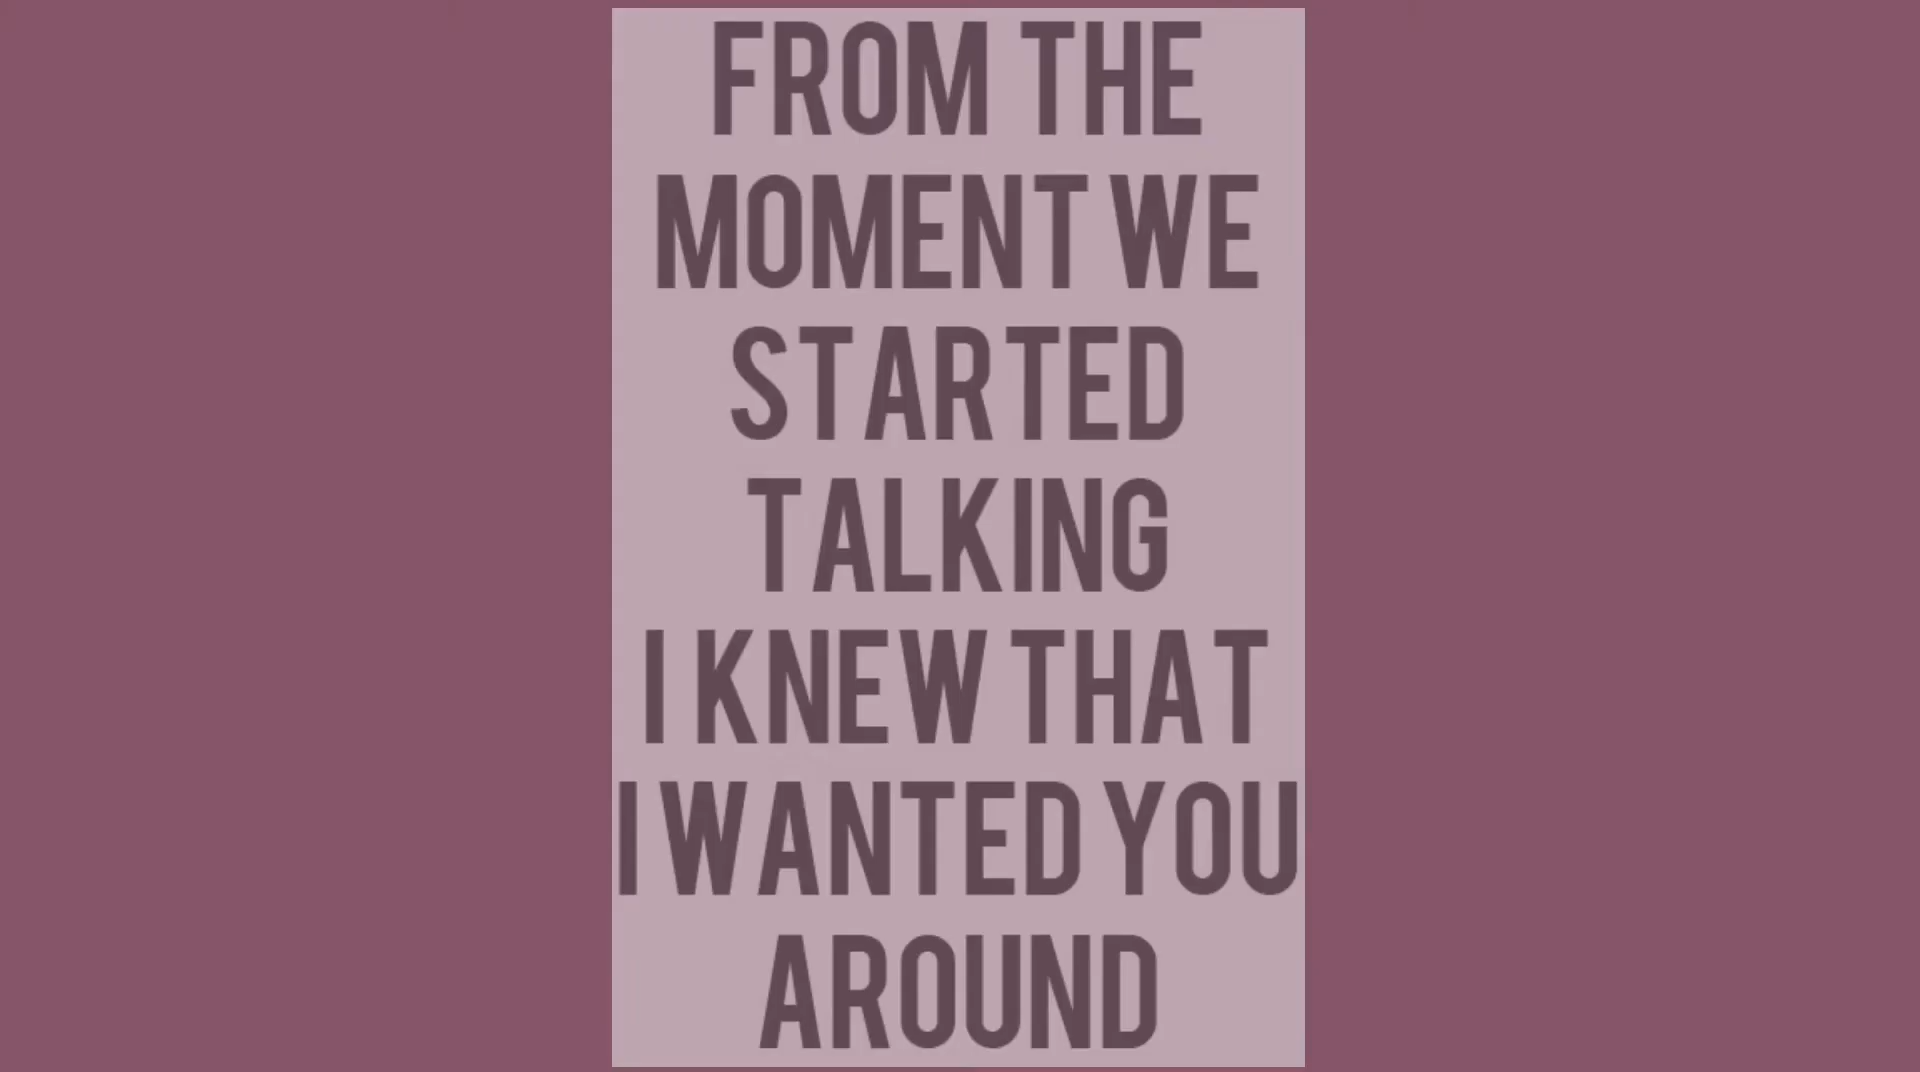 FROM THE
MOMENT WE
STARTED
TALKING
I KNEW THAT
I WANTED YOU
AROUND